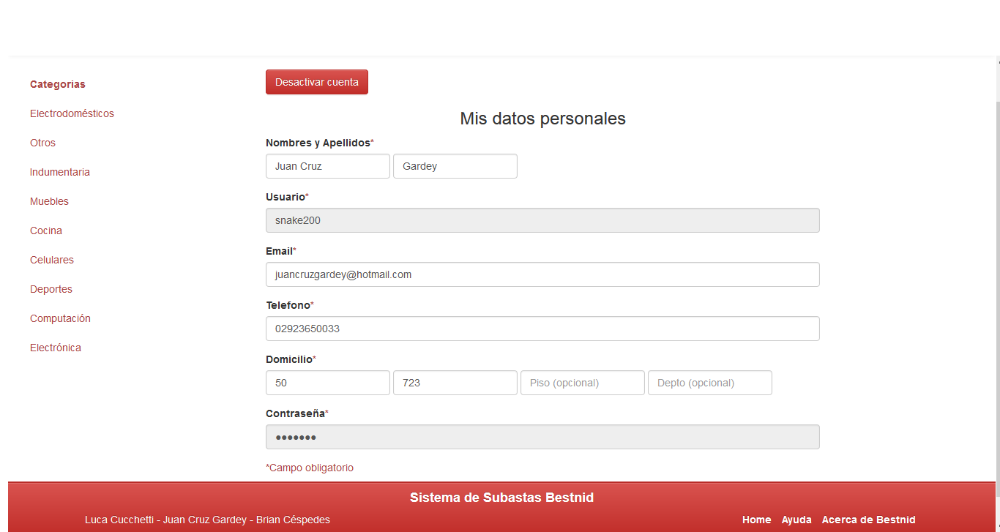 Categorias
Electrodomésticos
Otros
Indumentaria
Muebles
Cocina
Celulares
Deportes
Computación
Electrónica
Desactivar cuenta
Mis datos personales
Nombres y Apellidos*
Juan Cruz Gardey
Usuario*
snake200
Email*
juancruzgardey@hotmail.com
Telefono*
02923650033
Domicilio*
50 723 Piso (opcional) Depto (opcional)
Contraseña*
•••••••
*Campo obligatorio
Sistema de Subastas Bestnid
Luca Cucchetti - Juan Cruz Gardey - Brian Céspedes
Home Ayuda Acerca de Bestnid